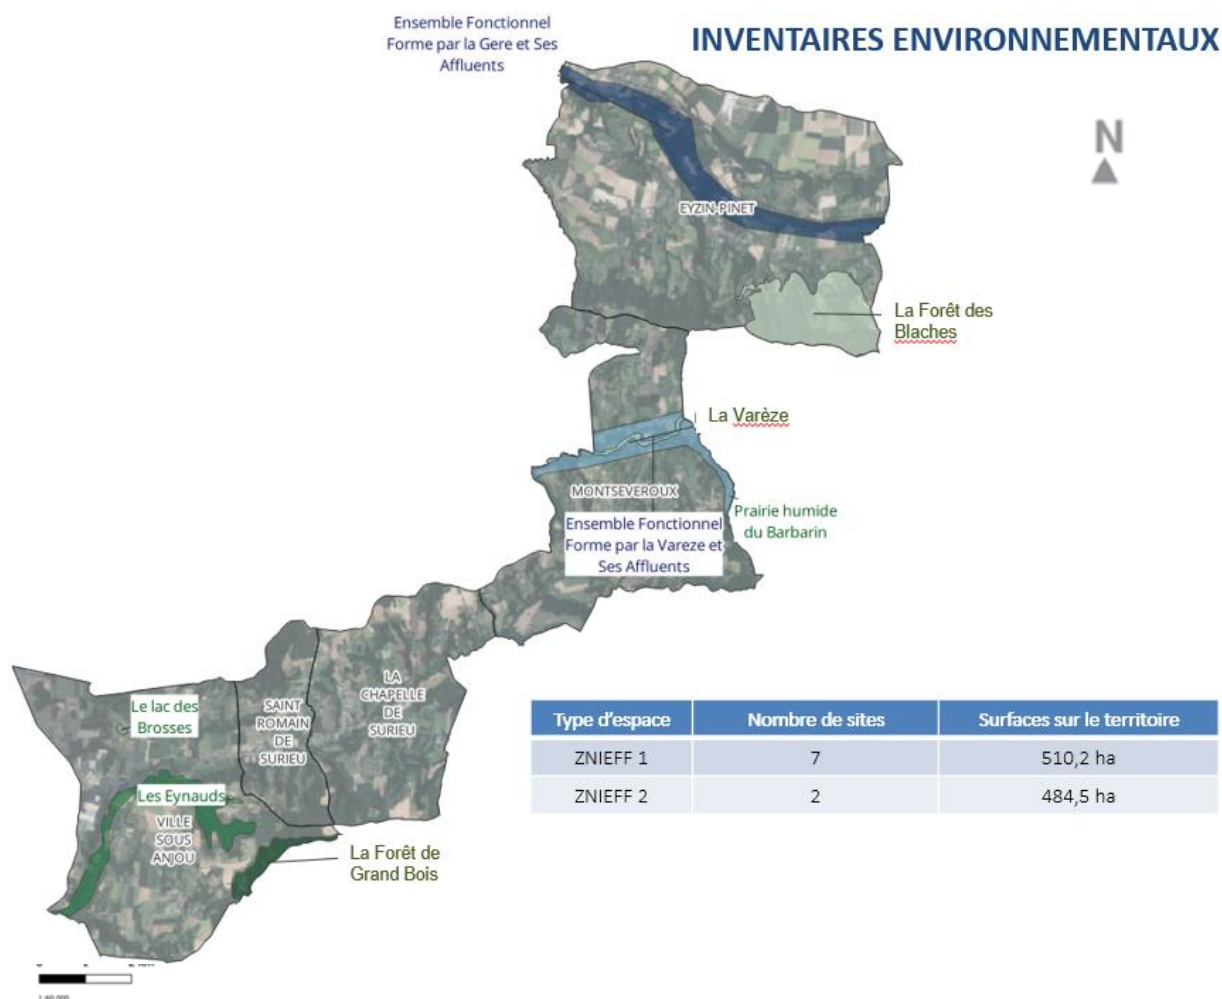 Ensemble Fonctionnel
Forme par la Gere et Ses
Affluents
INVENTAIRES ENVIRONNEMENTAUX
N
EYZIN-PINET
La Forêt des
Blaches
La Varèze
MONTSEVEROUX
Prairie humide
du Barbarin
Ensemble Fonctionnel
Forme par la Vareze et
Ses Affluents
LA
CHAPELLE
DE
SURIEU
SAINT
ROMAIN
DE
SURIEU
Le lac des
Brosses
Type d'espace Nombre de sites Surfaces sur le territoire
ZNIEFF 1 7 510,2 ha
ZNIEFF 2 2 484,5 ha
Les Eynauds
VILLE
SOUS
ANJOU
La Forêt de
Grand Bois